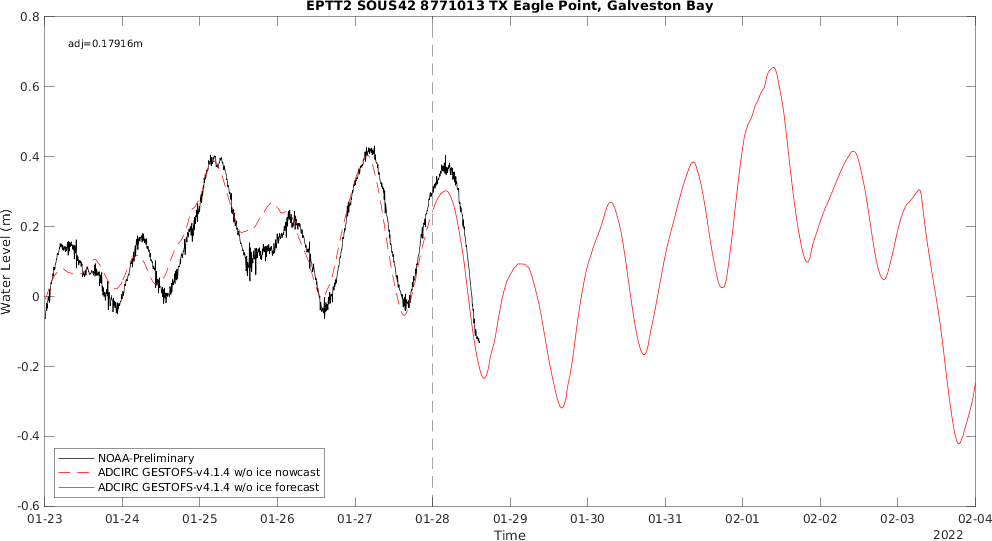 EPTT2 SOUS42 8771013 TX Eagle Point, Galveston Bay
adj=0.17916m
0.8
0.6
0.4
0.2
0
-0.2
-0.4
-0.6
Water Level (m)
NOAA-Preliminary
ADCIRC GESTOFS-v4.1.4 w/o ice nowcast
ADCIRC GESTOFS-v4.1.4 w/o ice forecast
01-23 01-24 01-25 01-26 01-27 01-28 01-29 01-30 01-31 02-01 02-02 02-03 02-04
Time
2022